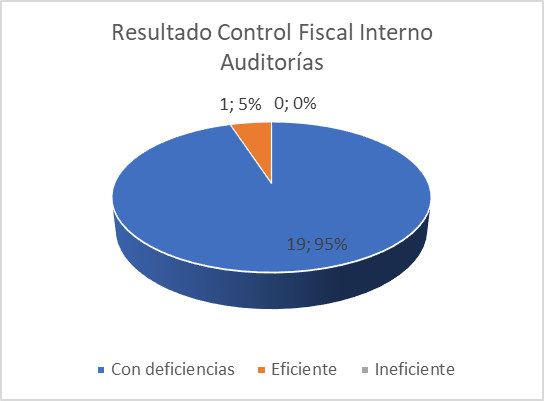 Resultado Control Fiscal Interno
Auditorías
1; 5% 0; 0%
19; 95%
Con deficiencias Eficiente Ineficiente